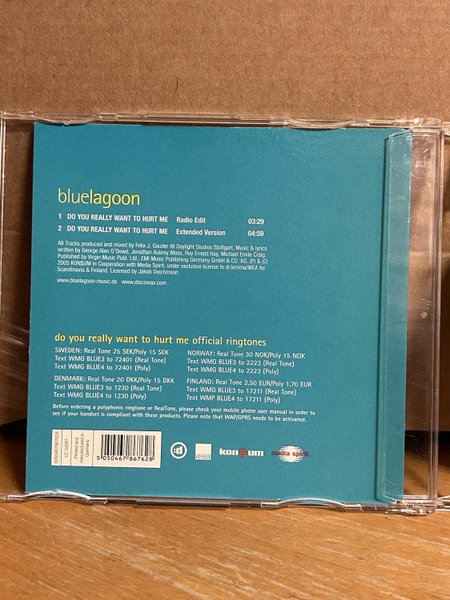 bluelagoon
1 DO YOU REALLY WANT TO HURT ME Radio Edit 03:29
2 DO YOU REALLY WANT TO HURT ME Extended Version 04:59
All Tracks produced and mixed by Felix J. Gauder @ Daylight Studios Stuttgart. Music & lyrics
written by George Alan O'Dowd, Jonathan Aubrey Moss, Roy Ernest Hay, Michael Emile Craig.
Published by Virgin Music Publ. Ltd., EMI Music Publishing Germany GmbH & CO. KG. (P) & (C)
2005 KONSUM in Cooperation with Media Spirit, under exclusive license to di:lemma/WEA for
Scandinavia & Finland. Licensed by Jakob Deichmann.
www.bluelagoon-music.de www.discowax.com
do you really want to hurt me official ringtones
SWEDEN: Real Tone 25 SEK/Poly 15 SEK
Text WMG BLUE3 to 72401 (Real Tone)
Text WMG BLUE4 to 72401 (Poly)
NORWAY: Real Tone 30 NOK/Poly 15 NOK
Text WMG BLUE3 to 2223 (Real Tone)
Text WMG BLUE4 to 2223 (Poly)
DENMARK: Real Tone 20 DKK/Poly 15 DKK
Text WMG BLUE3 to 1230 (Real Tone)
Text WMG BLUE4 to 1230 (Poly)
FINLAND: Real Tone 2,50 EUR/Poly 1,70 EUR
Text WMG BLUE3 to 17211 (Real Tone)
Text WMP BLUE4 to 17211 (Poly)
Before ordering a polyphonic ringtone or RealTone, please check your mobile phone user manual in order to
see if your handset is compliant with these products. Please note that WAP/GPRS needs to be activated.
5050467867628
LC 04281
Printed and
manufactured in
Germany
5 050467 867628
:d
wea
konsum
media spirit